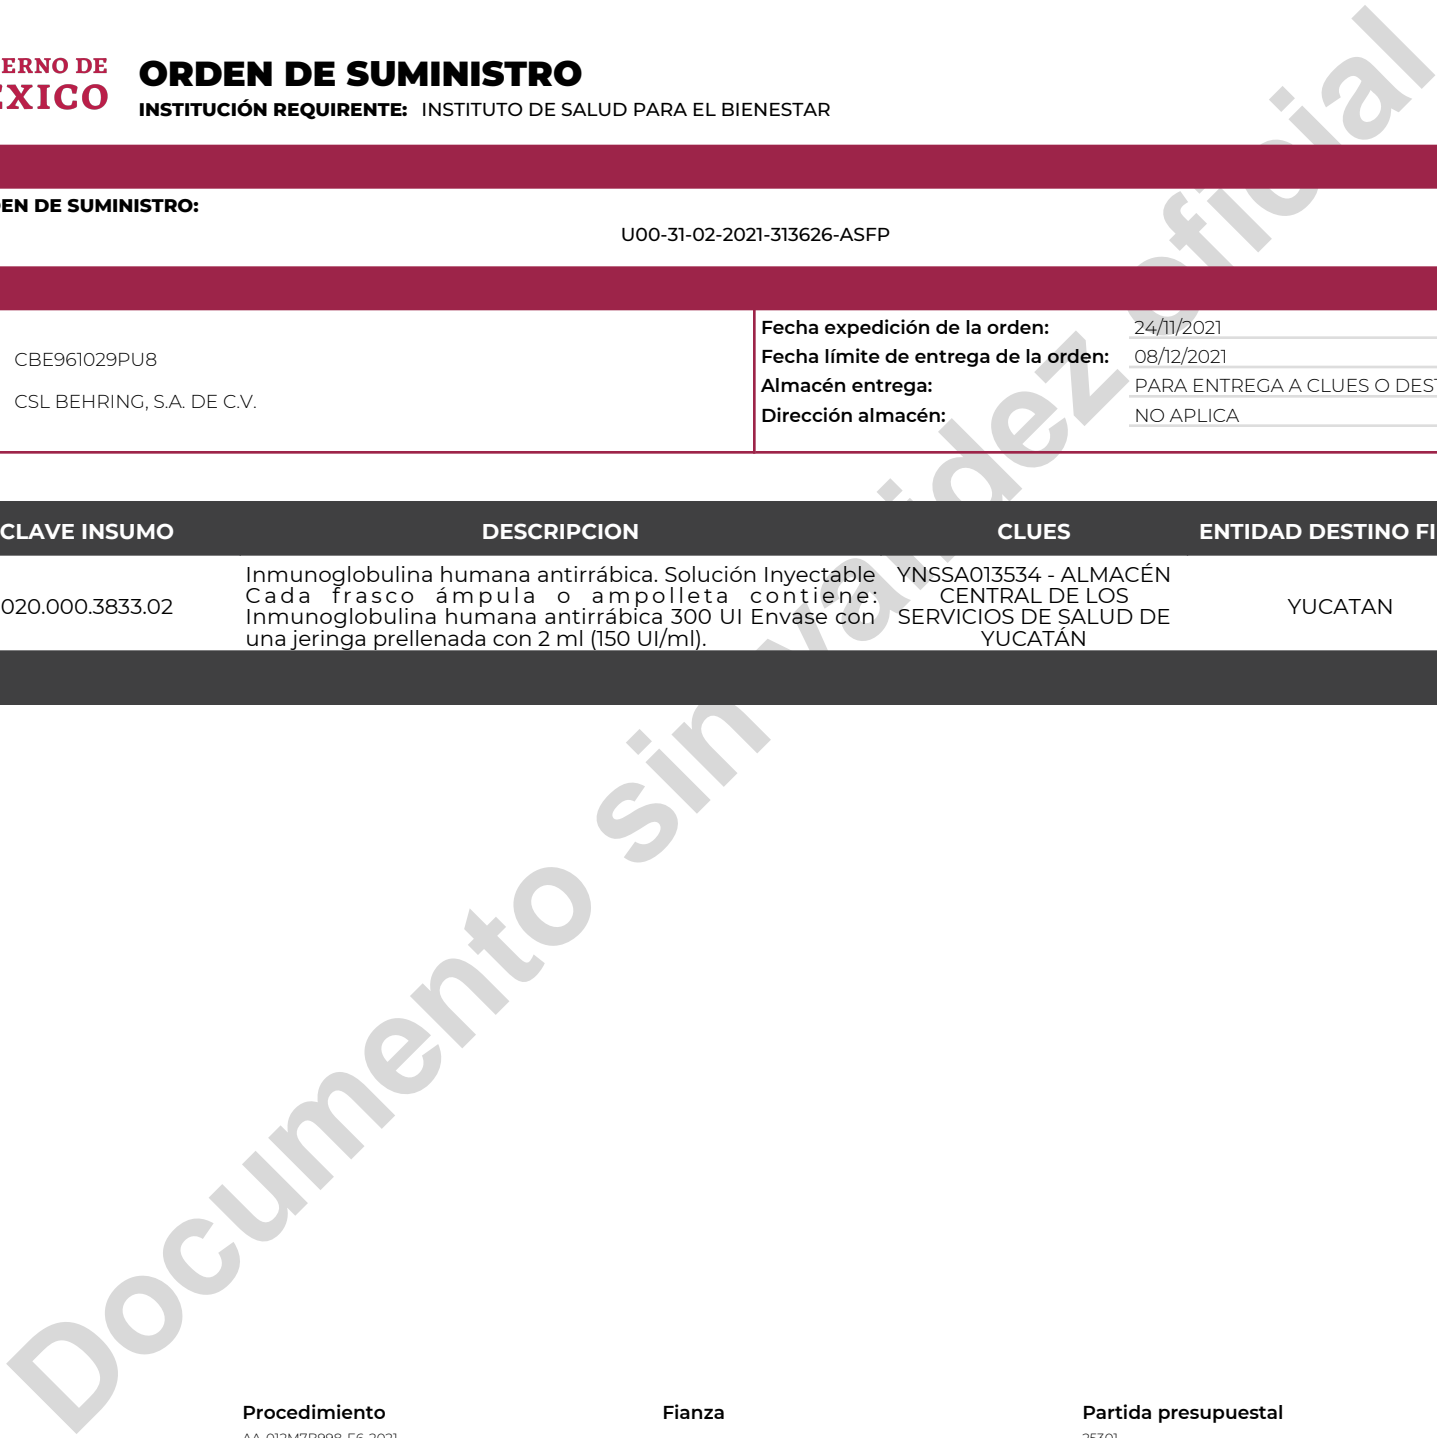 ERNO DE
ORDEN DE SUMINISTRO
EXICO
INSTITUCIÓN REQUIRENTE: INSTITUTO DE SALUD PARA EL BIENESTAR
EN DE SUMINISTRO:
U00-31-02-2021-313626-ASFP
CBE961029PU8
CSL BEHRING, S.A. DE C.V.
Fecha expedición de la orden: 24/11/2021
Fecha límite de entrega de la orden: 08/12/2021
Almacén entrega: PARA ENTREGA A CLUES O DEST
Dirección almacén: NO APLICA
CLAVE INSUMO DESCRIPCION CLUES ENTIDAD DESTINO FI
020.000.3833.02
Inmunoglobulina humana antirrábica. Solución Inyectable
Cada frasco ámpula o ampolleta contiene:
Inmunoglobulina humana antirrábica 300 UI Envase con
una jeringa prellenada con 2 ml (150 UI/ml).
YNSSA013534 - ALMACÉN
CENTRAL DE LOS
SERVICIOS DE SALUD DE
YUCATÁN
YUCATAN
Documento sin validez oficial
Procedimiento Fianza Partida presupuestal